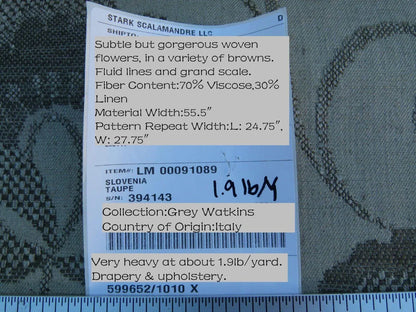 STARK SCALAMANDRE LLC
D
SHIPTO
Subtle but gorgerous woven
flowers, in a variety of browns.
Fluid lines and grand scale.
Fiber Content:70% Viscose,30%
Linen
Material Width:55.5"
Pattern Repeat Width:L: 24.75",
W: 27.75"
ITEM#: LM 00091089
SLOVENIA
TAUPE
S/N: 394143
1.9 lb/y
Collection:Grey Watkins
Country of Origin:Italy
Very heavy at about 1.9lb/yard.
Drapery & upholstery.
599652/1010 X